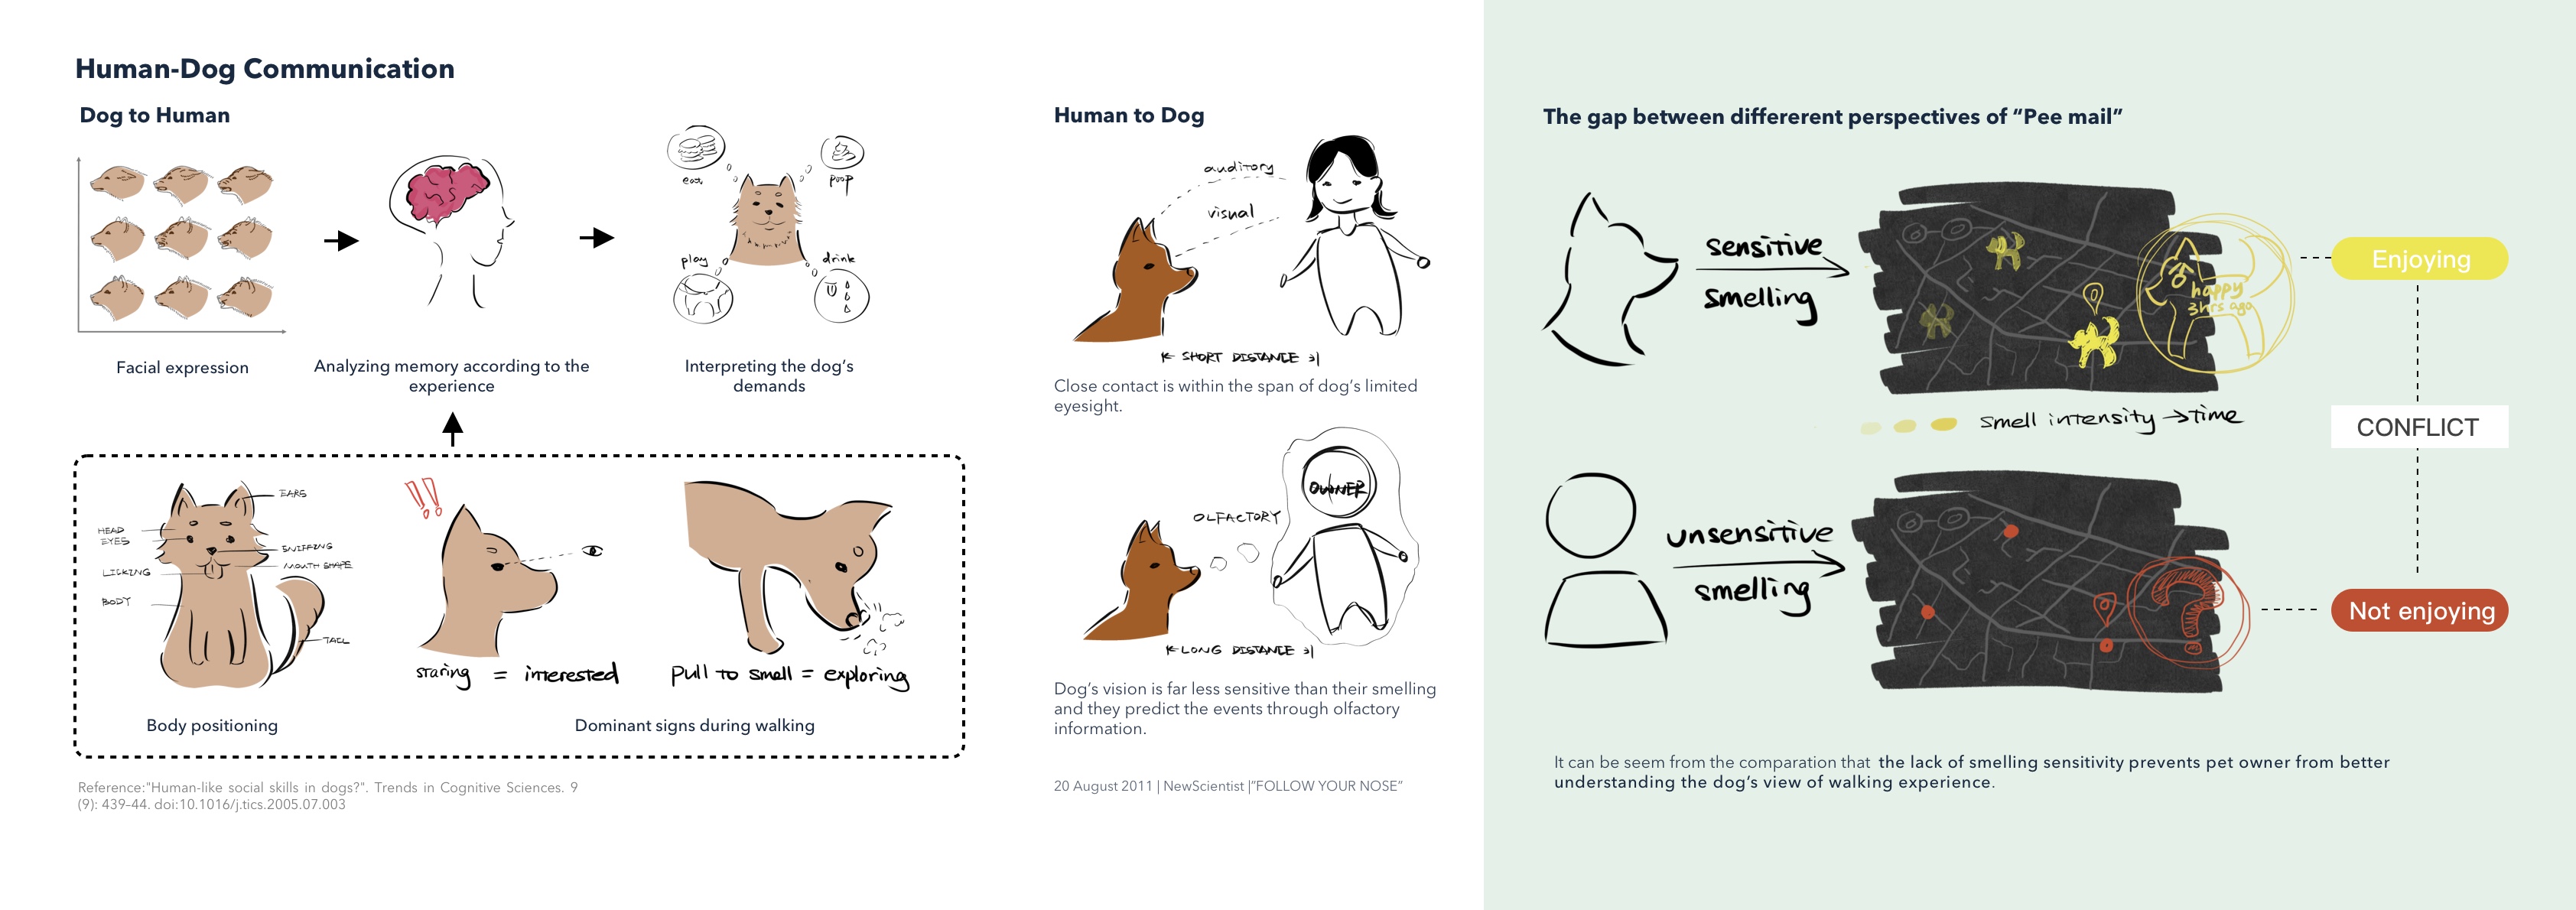 Human-Dog Communication
Dog to Human
eat
poop
play
drink
Facial expression
Analyzing memory according to the
experience
Interpreting the dog's
demands
EARS
HEAD
EYES
SNIFFING
MOUTH SHAPE
LICKING
BODY
TAIL
!!
staring = interested
pull to smell = exploring
Body positioning
Dominant signs during walking
Reference:"Human-like social skills in dogs?". Trends in Cognitive Sciences. 9
(9): 439–44. doi:10.1016/j.tics.2005.07.003
Human to Dog
auditory
visual
SHORT DISTANCE
Close contact is within the span of dog's limited
eyesight.
OWNER
OLFACTORY
LONG DISTANCE
Dog's vision is far less sensitive than their smelling
and they predict the events through olfactory
information.
20 August 2011 | NewScientist |"FOLLOW YOUR NOSE"
The gap between differerent perspectives of "Pee mail"
sensitive
smelling
happy
3hrs ago
Enjoying
smell intensity → time
CONFLICT
unsensitive
smelling
?
Not enjoying
It can be seem from the comparation that the lack of smelling sensitivity prevents pet owner from better
understanding the dog's view of walking experience.